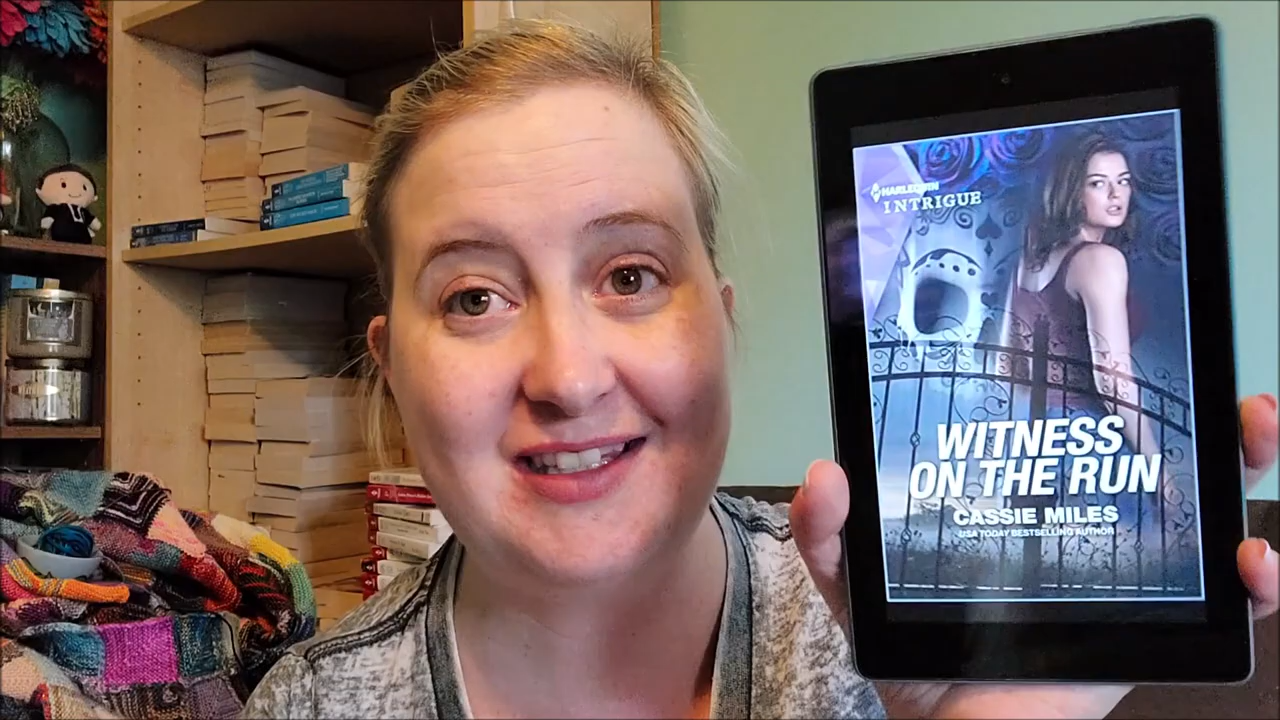 HARLEQUIN
INTRIGUE
WITNESS
ON THE RUN
CASSIE MILES
USA TODAY BESTSELLING AUTHOR